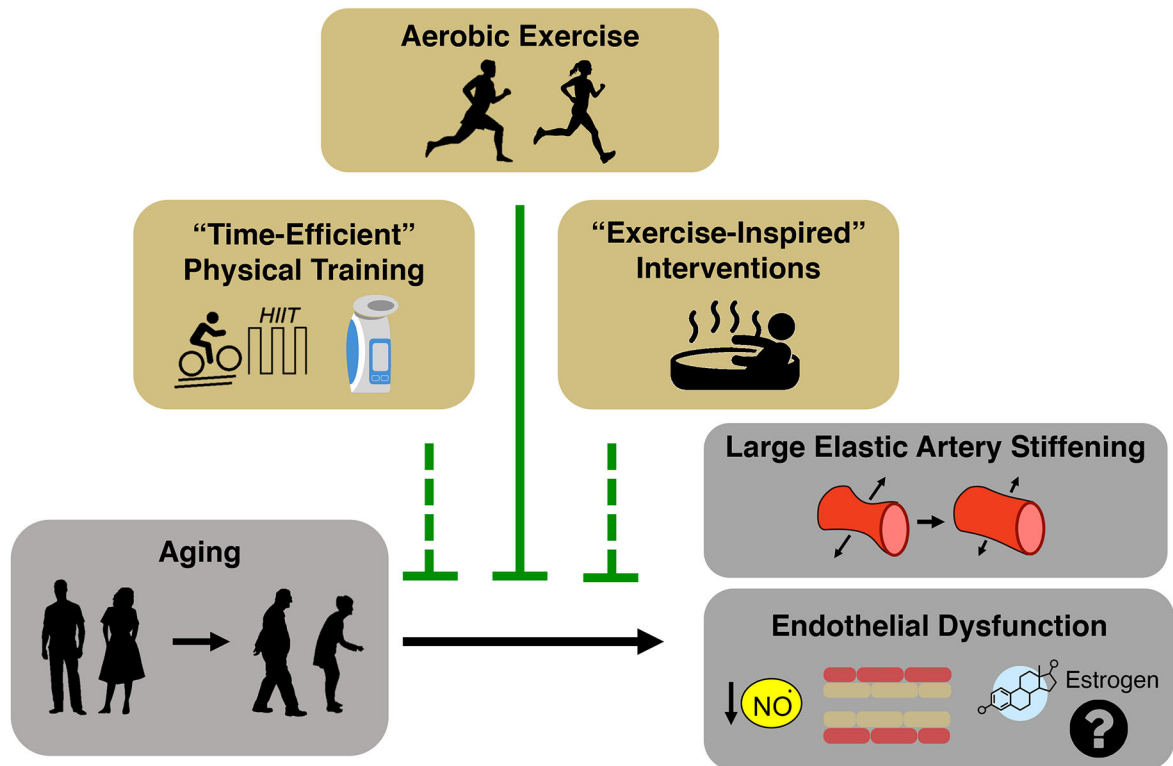 Aerobic Exercise
“Time-Efficient”
Physical Training
HIIT
“Exercise-Inspired”
Interventions
Large Elastic Artery Stiffening
Aging
Endothelial Dysfunction
NO•
Estrogen
?